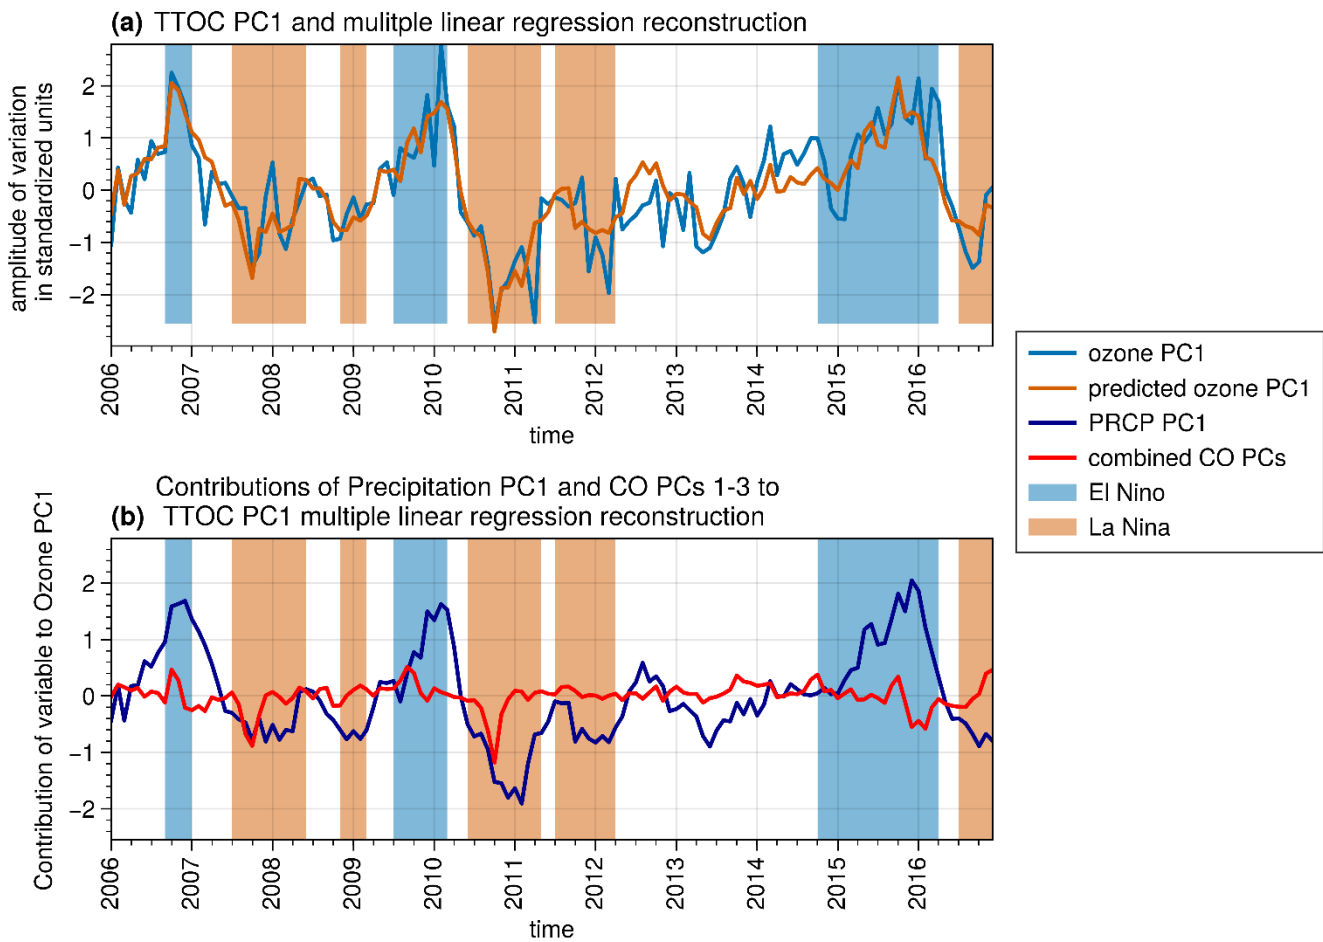 (a) TTOC PC1 and mulitple linear regression reconstruction
amplitude of variation
in standardized units
2
1
0
−1
−2
2006
2007
2008
2009
2010
2011
2012
2013
2014
2015
2016
time
ozone PC1
predicted ozone PC1
PRCP PC1
combined CO PCs
El Nino
La Nina
Contributions of Precipitation PC1 and CO PCs 1-3 to
(b) TTOC PC1 multiple linear regression reconstruction
Contribution of variable to Ozone PC1
2
1
0
−1
−2
2006
2007
2008
2009
2010
2011
2012
2013
2014
2015
2016
time